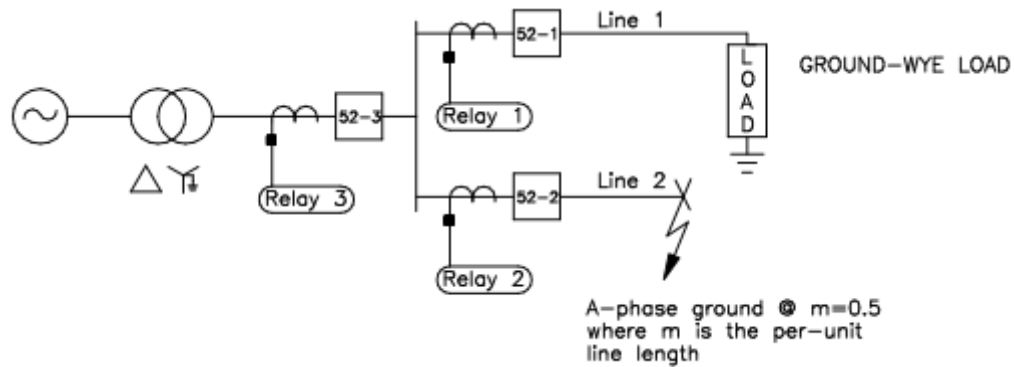 Line 1
52-1
LOAD
GROUND-WYE LOAD
Relay 1
52-3
Relay 3
Line 2
52-2
Relay 2
A-phase ground @ m=0.5
where m is the per-unit
line length